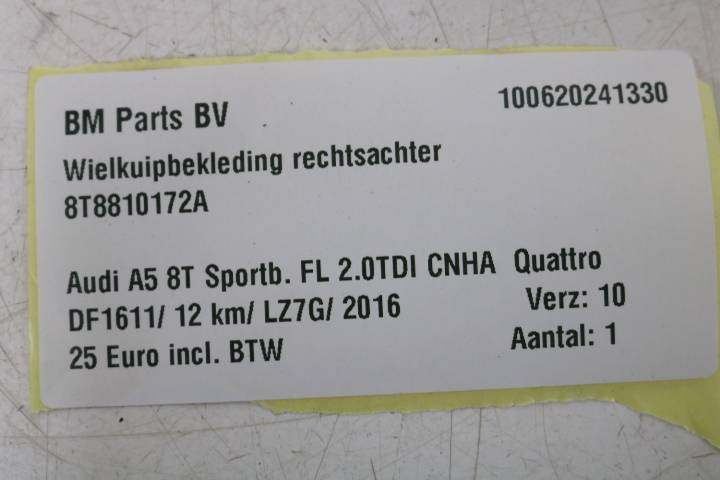 BM Parts BV 100620241330
Wielkuipbekleding rechtsachter
8T8810172A
Audi A5 8T Sportb. FL 2.0TDI CNHA Quattro
DF1611/ 12 km/ LZ7G/ 2016 Verz: 10
25 Euro incl. BTW Aantal: 1